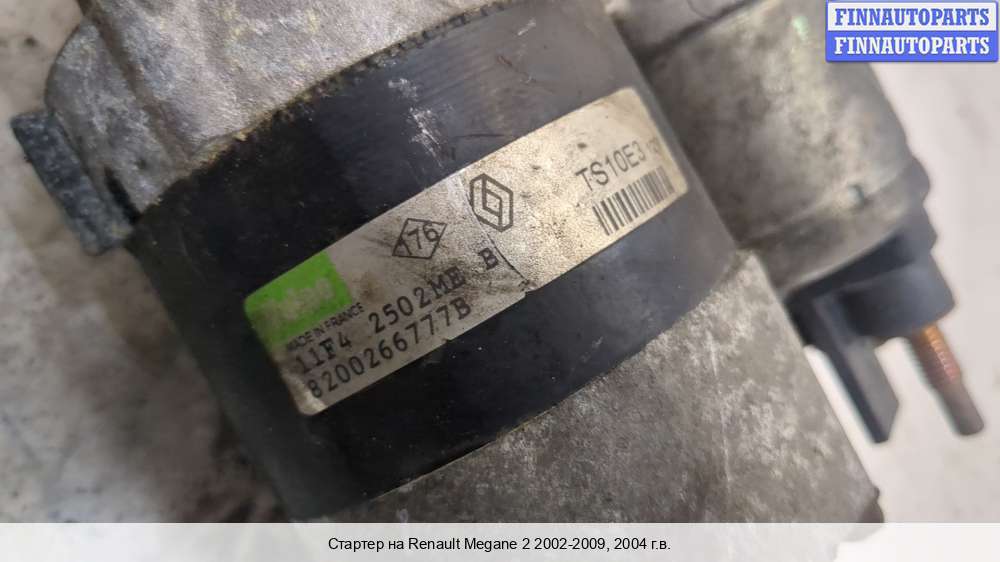 FINNAUTOPARTS
FINNAUTOPARTS
TS10E3
176
MADE IN FRANCE
11F4 2502ME B
8200266777B
Стартер на Renault Megane 2 2002-2009, 2004 г.в.